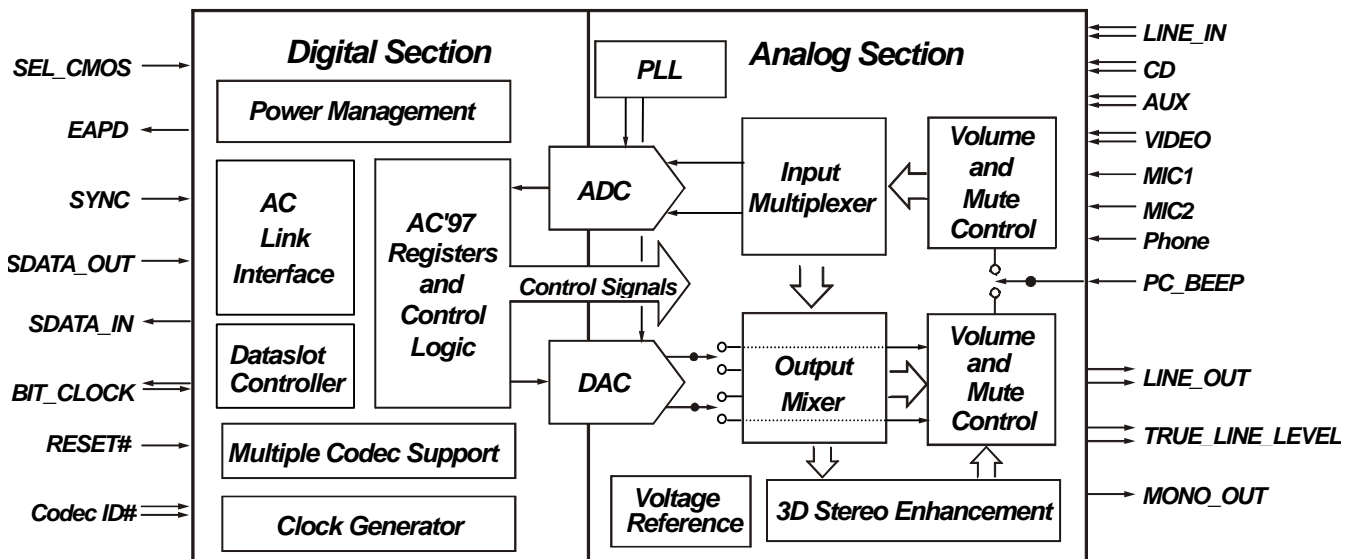 Digital Section
Analog Section
SEL_CMOS
EAPD
SYNC
SDATA_OUT
SDATA_IN
BIT_CLOCK
RESET#
Codec ID#
Power Management
AC
Link
Interface
Dataslot
Controller
AC'97
Registers
and
Control
Logic
Multiple Codec Support
Clock Generator
PLL
ADC
Control Signals
DAC
Input
Multiplexer
Volume
and
Mute
Control
Output
Mixer
Volume
and
Mute
Control
Voltage
Reference
3D Stereo Enhancement
LINE_IN
CD
AUX
VIDEO
MIC1
MIC2
Phone
PC_BEEP
LINE_OUT
TRUE_LINE_LEVEL
MONO_OUT